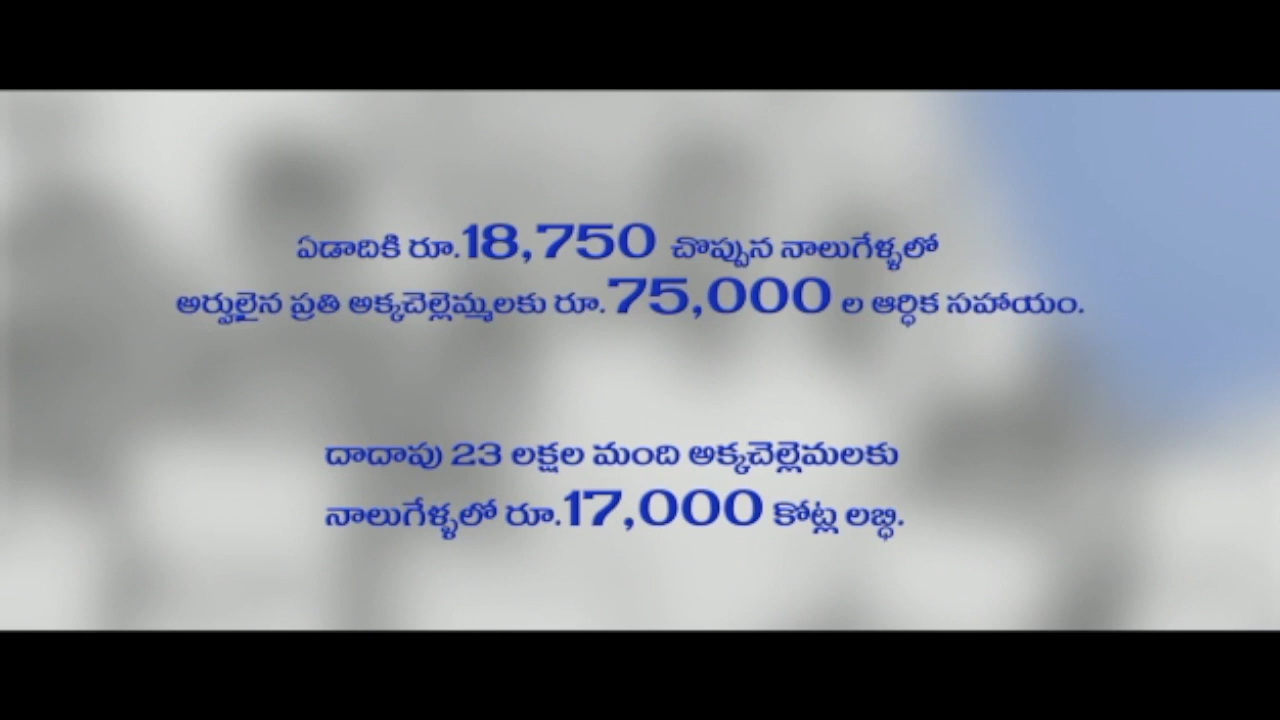 ఏడాదికి రూ.18,750 చొప్పున నాలుగేళ్ళలో
అర్హులైన ప్రతి అక్కచెల్లెమ్మలకు రూ.75,000 ల ఆర్ధిక సహాయం.
దాదాపు 23 లక్షల మంది అక్కచెల్లెమలకు
నాలుగేళ్ళలో రూ.17,000 కోట్ల లబ్ధి.